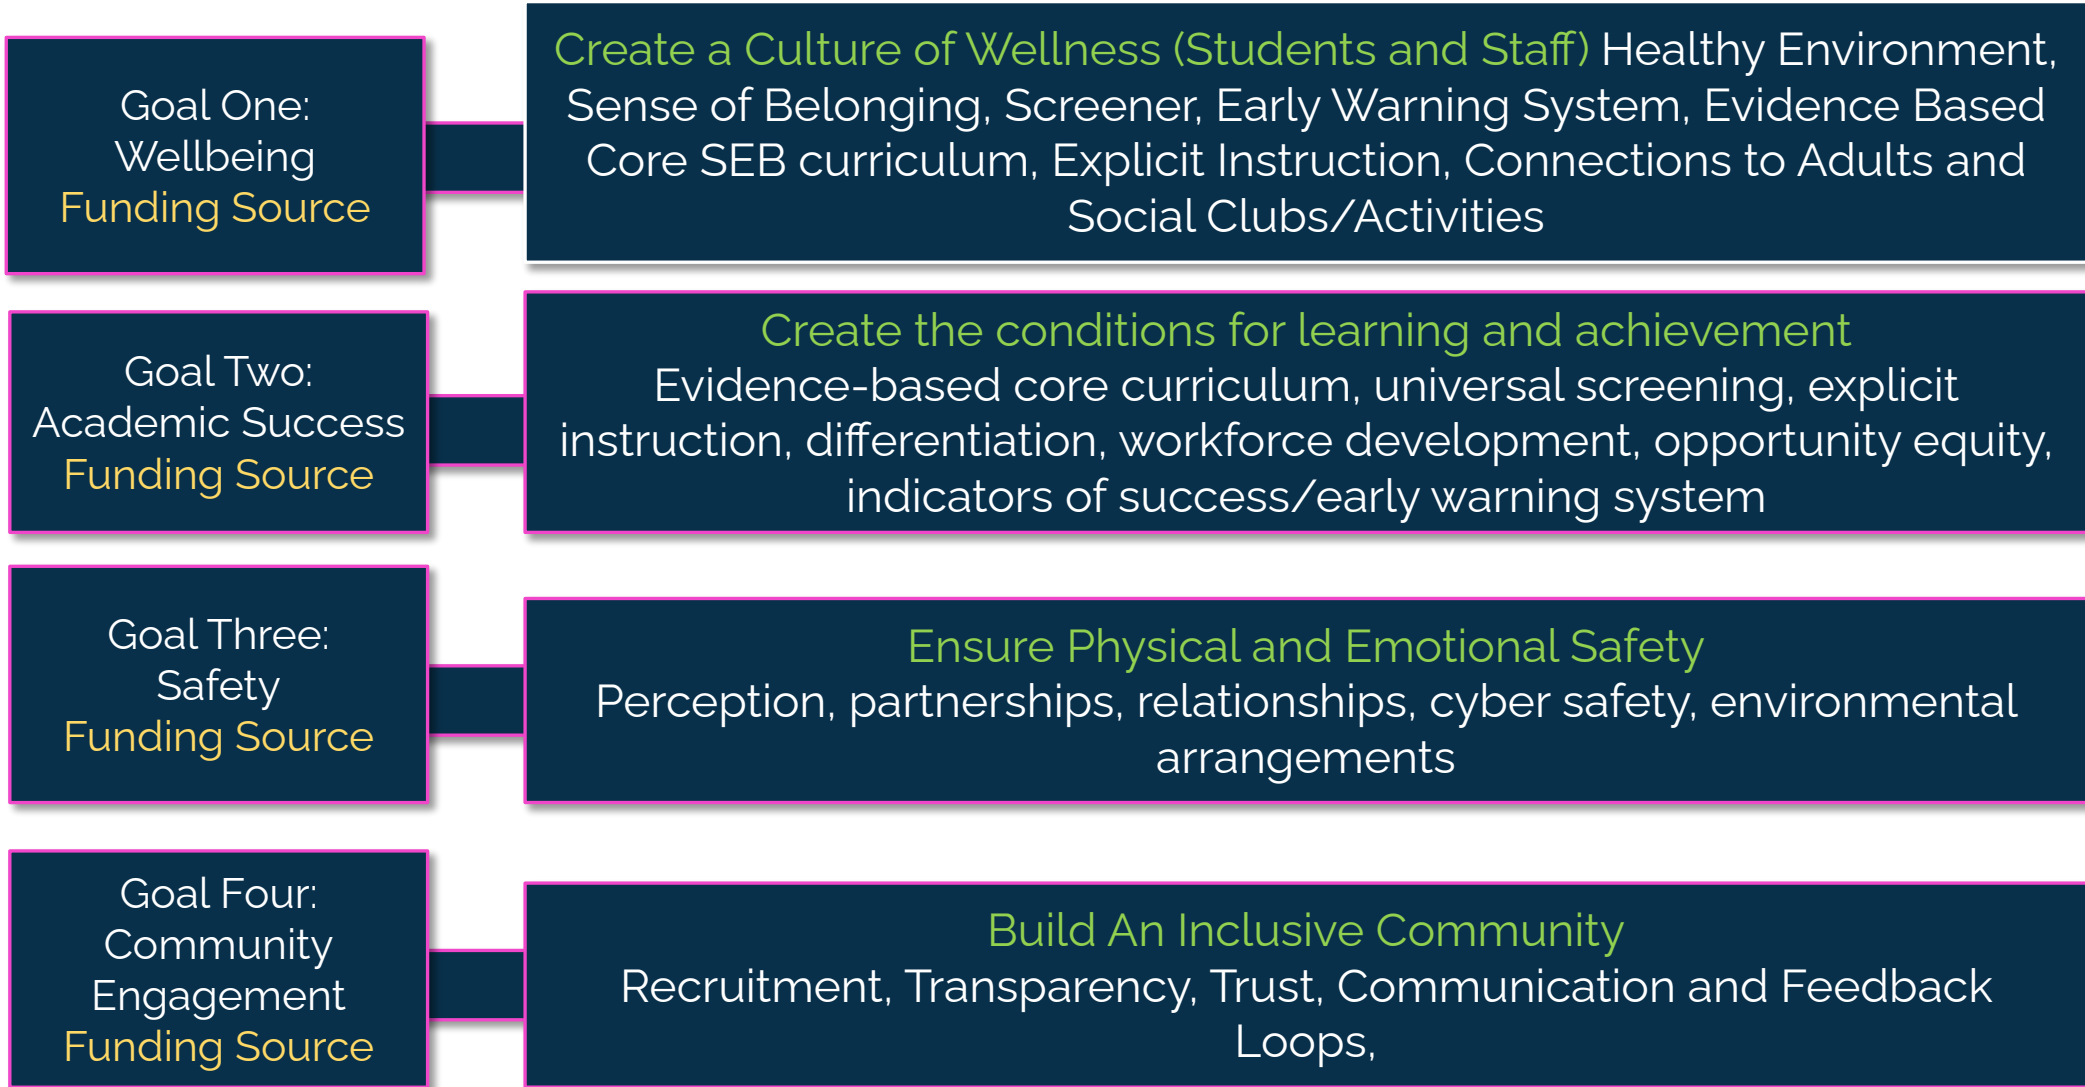 Goal One:
Wellbeing
Funding Source
Create a Culture of Wellness (Students and Staff) Healthy Environment,
Sense of Belonging, Screener, Early Warning System, Evidence Based
Core SEB curriculum, Explicit Instruction, Connections to Adults and
Social Clubs/Activities
Goal Two:
Academic Success
Funding Source
Create the conditions for learning and achievement
Evidence-based core curriculum, universal screening, explicit
instruction, differentiation, workforce development, opportunity equity,
indicators of success/early warning system
Goal Three:
Safety
Funding Source
Ensure Physical and Emotional Safety
Perception, partnerships, relationships, cyber safety, environmental
arrangements
Goal Four:
Community
Engagement
Funding Source
Build An Inclusive Community
Recruitment, Transparency, Trust, Communication and Feedback
Loops,